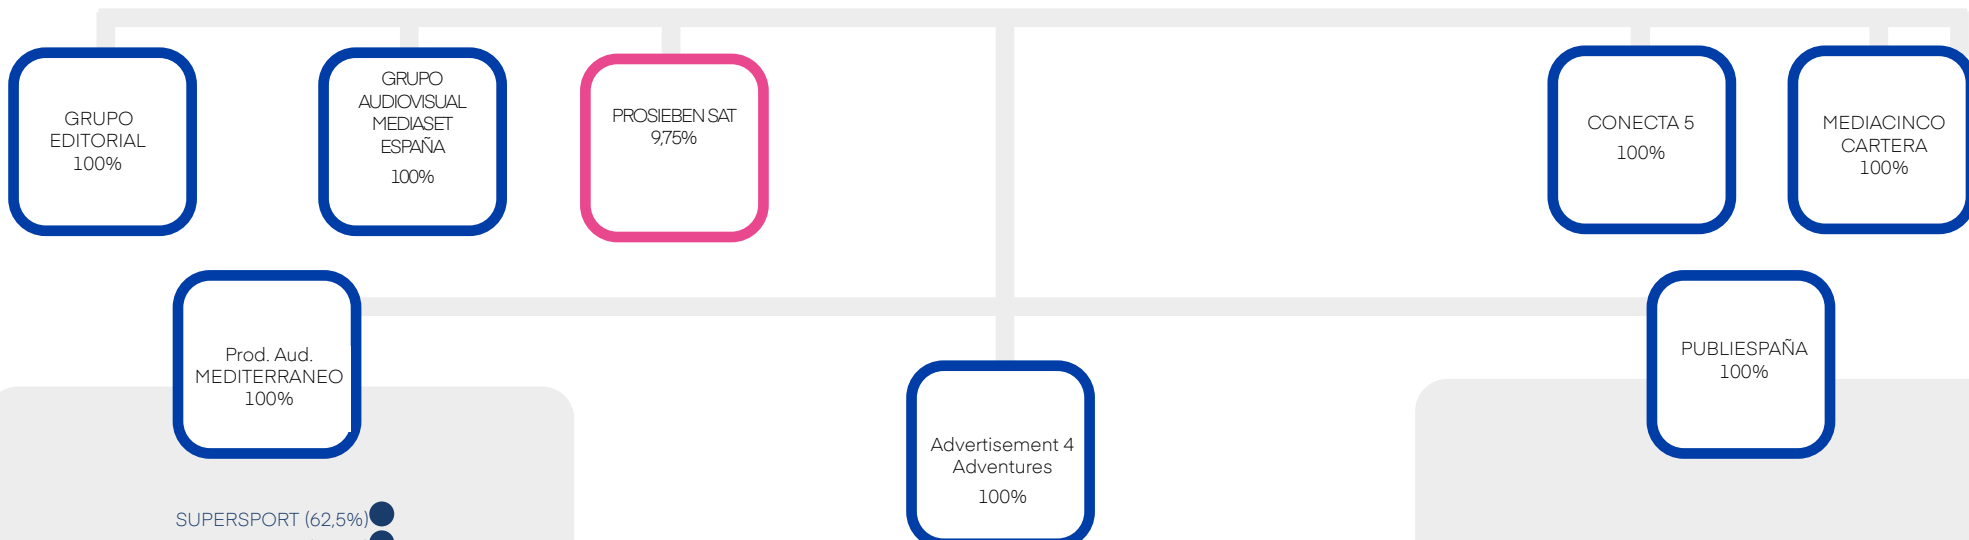 GRUPO
EDITORIAL
100%
GRUPO
AUDIOVISUAL
MEDIASET
ESPAÑA
100%
PROSIEBEN SAT
9,75%
CONECTA 5
100%
MEDIACINCO
CARTERA
100%
Prod. Aud.
MEDITERRANEO
100%
Advertisement 4
Adventures
100%
PUBLIESPAÑA
100%
SUPERSPORT (62,5%)